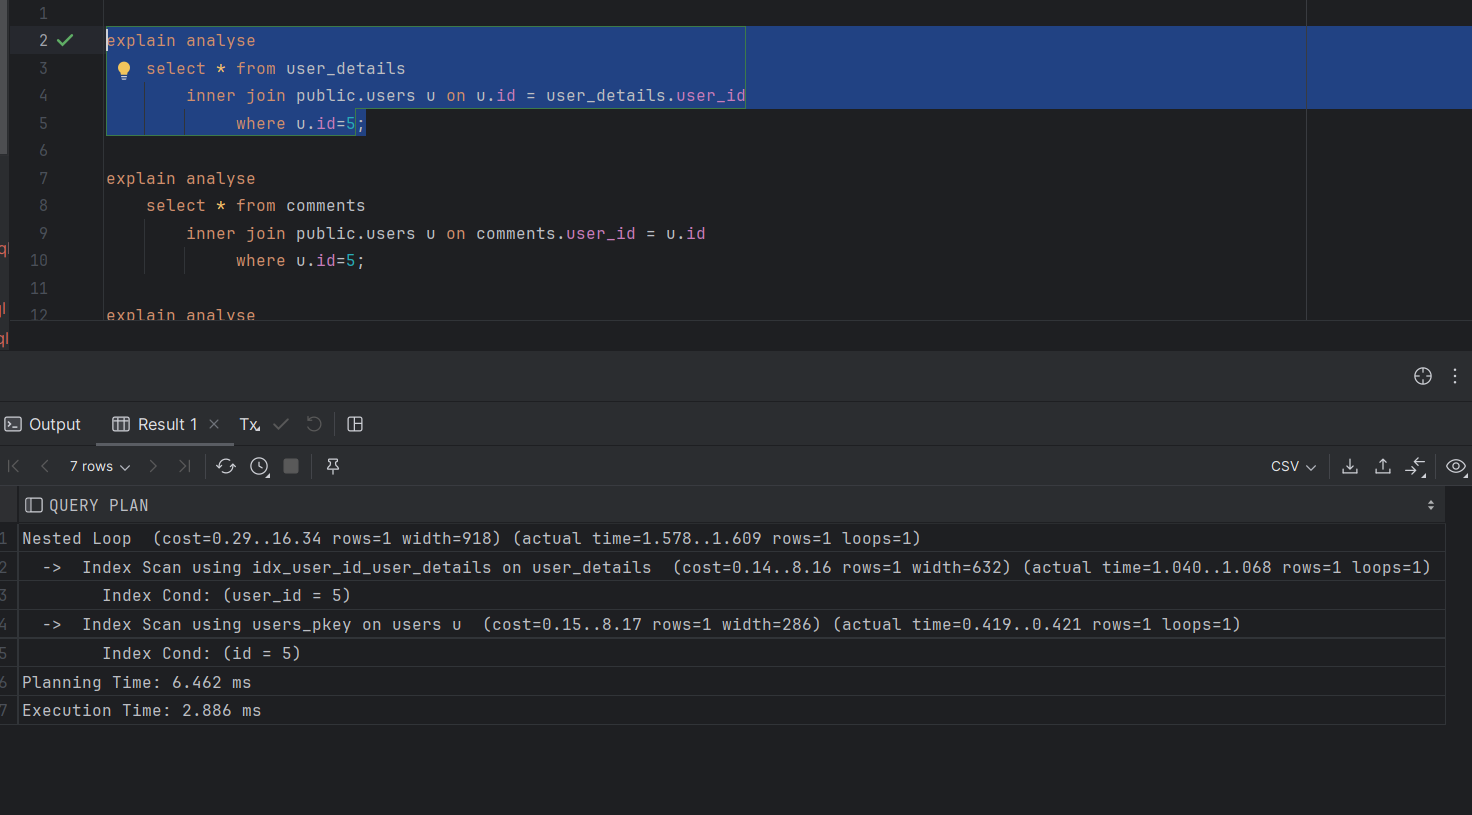 1
2 explain analyse
3 select * from user_details
4 inner join public.users u on u.id = user_details.user_id
5 where u.id=5;
6
7 explain analyse
8 select * from comments
9 inner join public.users u on comments.user_id = u.id
10 where u.id=5;
11
12 explain analyse
Output Result 1 Tx
7 rows CSV
QUERY PLAN
1 Nested Loop  (cost=0.29..16.34 rows=1 width=918) (actual time=1.578..1.609 rows=1 loops=1)
2 ->  Index Scan using idx_user_id_user_details on user_details  (cost=0.14..8.16 rows=1 width=632) (actual time=1.040..1.068 rows=1 loops=1)
3 Index Cond: (user_id = 5)
4 ->  Index Scan using users_pkey on users u  (cost=0.15..8.17 rows=1 width=286) (actual time=0.419..0.421 rows=1 loops=1)
5 Index Cond: (id = 5)
6 Planning Time: 6.462 ms
7 Execution Time: 2.886 ms